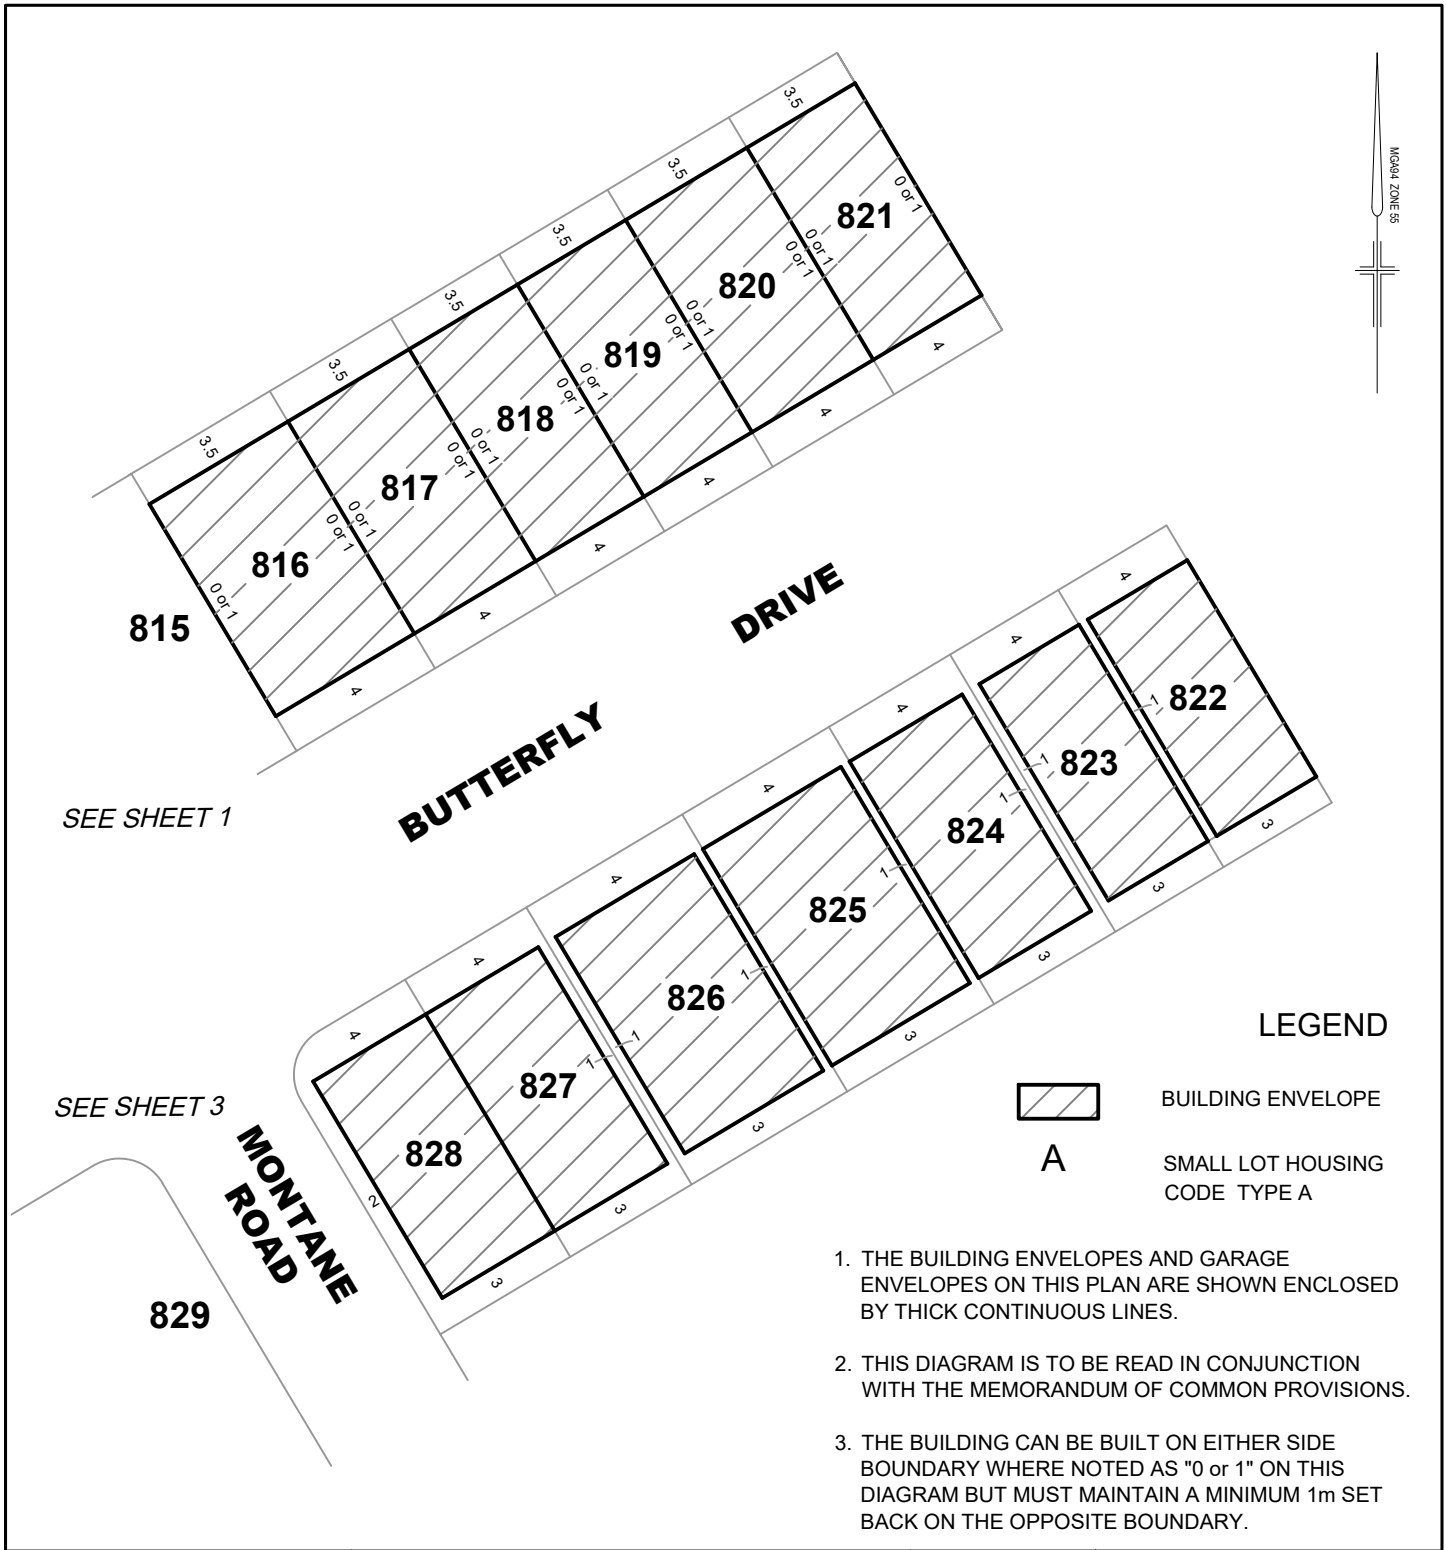 MGA94 ZONE 55
3.5
3.5
3.5
3.5
3.5
3.5
0 or 1
821
0 or 1
0 or 1
820
0 or 1
0 or 1
819
0 or 1
0 or 1
818
0 or 1
0 or 1
817
0 or 1
0 or 1
816
0 or 1
815
4
4
4
4
4
4
BUTTERFLY DRIVE
SEE SHEET 1
4
4
4
4
4
4
4
822
1
823
1
1
824
1
825
1
826
1
1
827
828
2
3
3
3
3
3
3
3
SEE SHEET 3
MONTANE
ROAD
829
LEGEND
BUILDING ENVELOPE
A
SMALL LOT HOUSING
CODE TYPE A
1. THE BUILDING ENVELOPES AND GARAGE
ENVELOPES ON THIS PLAN ARE SHOWN ENCLOSED
BY THICK CONTINUOUS LINES.
2. THIS DIAGRAM IS TO BE READ IN CONJUNCTION
WITH THE MEMORANDUM OF COMMON PROVISIONS.
3. THE BUILDING CAN BE BUILT ON EITHER SIDE
BOUNDARY WHERE NOTED AS "0 or 1" ON THIS
DIAGRAM BUT MUST MAINTAIN A MINIMUM 1m SET
BACK ON THE OPPOSITE BOUNDARY.